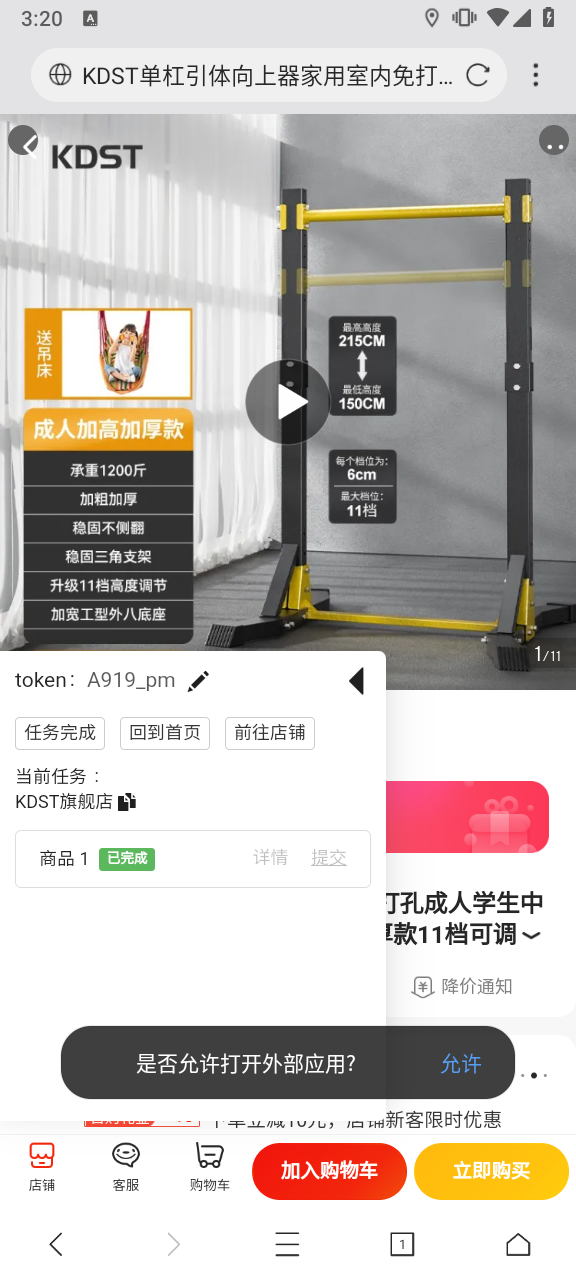 3:20
A
KDST单杠引体向上器家用室内免打...
KDST
送吊床
最高高度
215CM
最低高度
150CM
成人加高加厚款
承重1200斤
加粗加厚
稳固不侧翻
稳固三角支架
升级11档高度调节
加宽工型外八底座
每个档位为:
6cm
最大档位:
11档
1/11
token: A919_pm
任务完成
回到首页
前往店铺
当前任务 :
KDST旗舰店
商品 1 已完成 详情 提交
打孔成人学生中
厚款11档可调
降价通知
是否允许打开外部应用? 允许
下单立减10元，店铺新客限时优惠
店铺
客服
购物车
加入购物车
立即购买
1